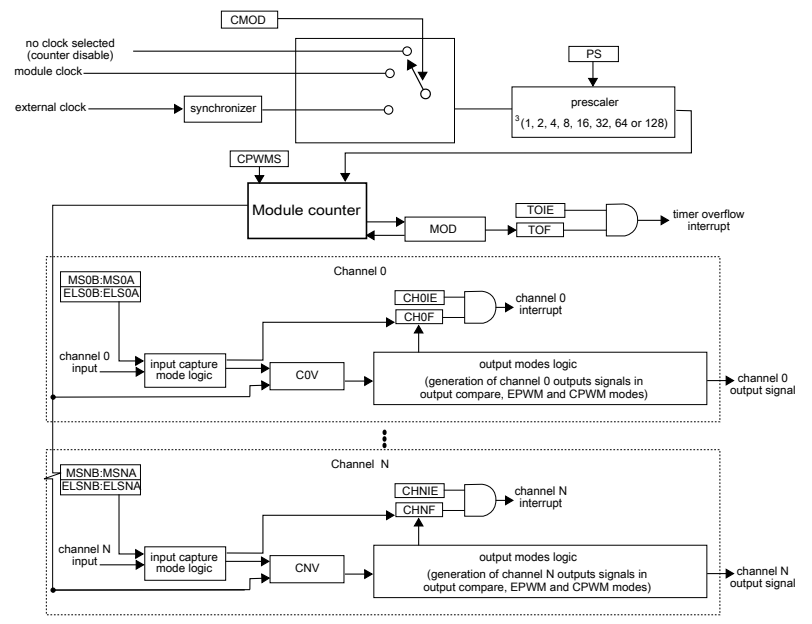 CMOD
no clock selected
(counter disable)
module clock
external clock
synchronizer
PS
prescaler
3(1, 2, 4, 8, 16, 32, 64 or 128)
CPWMS
Module counter
MOD
TOIE
TOF
timer overflow
interrupt
Channel 0
MS0B:MS0A
ELS0B:ELS0A
CH0IE
CH0F
channel 0
interrupt
channel 0
input
input capture
mode logic
C0V
output modes logic
(generation of channel 0 outputs signals in
output compare, EPWM and CPWM modes)
channel 0
output signal
Channel N
MSNB:MSNA
ELSNB:ELSNA
CHNIE
CHNF
channel N
interrupt
channel N
input
input capture
mode logic
CNV
output modes logic
(generation of channel N outputs signals in
output compare, EPWM and CPWM modes)
channel N
output signal